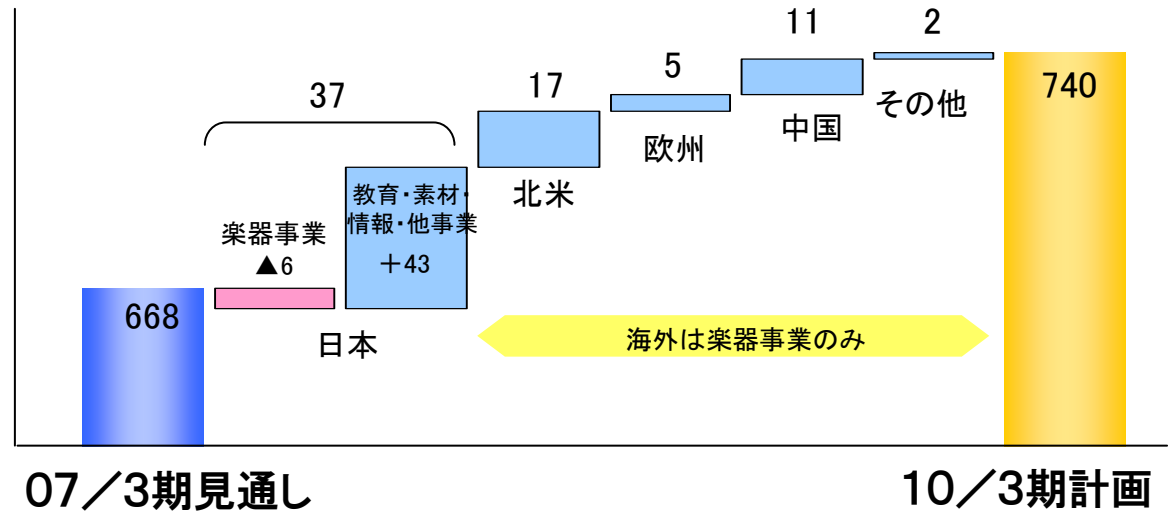 37
17
5
11
2
668
楽器事業
▲6
教育・素材・
情報・他事業
＋43
日本
北米
欧州
中国
その他
740
海外は楽器事業のみ
07／3期見通し
10／3期計画